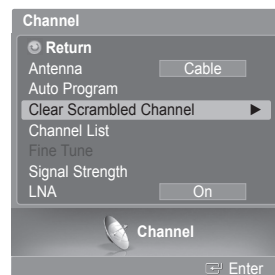 Channel
Return
Antenna Cable
Auto Program
Clear Scrambled Channel
Channel List
Fine Tune
Signal Strength
LNA On
Channel
Enter